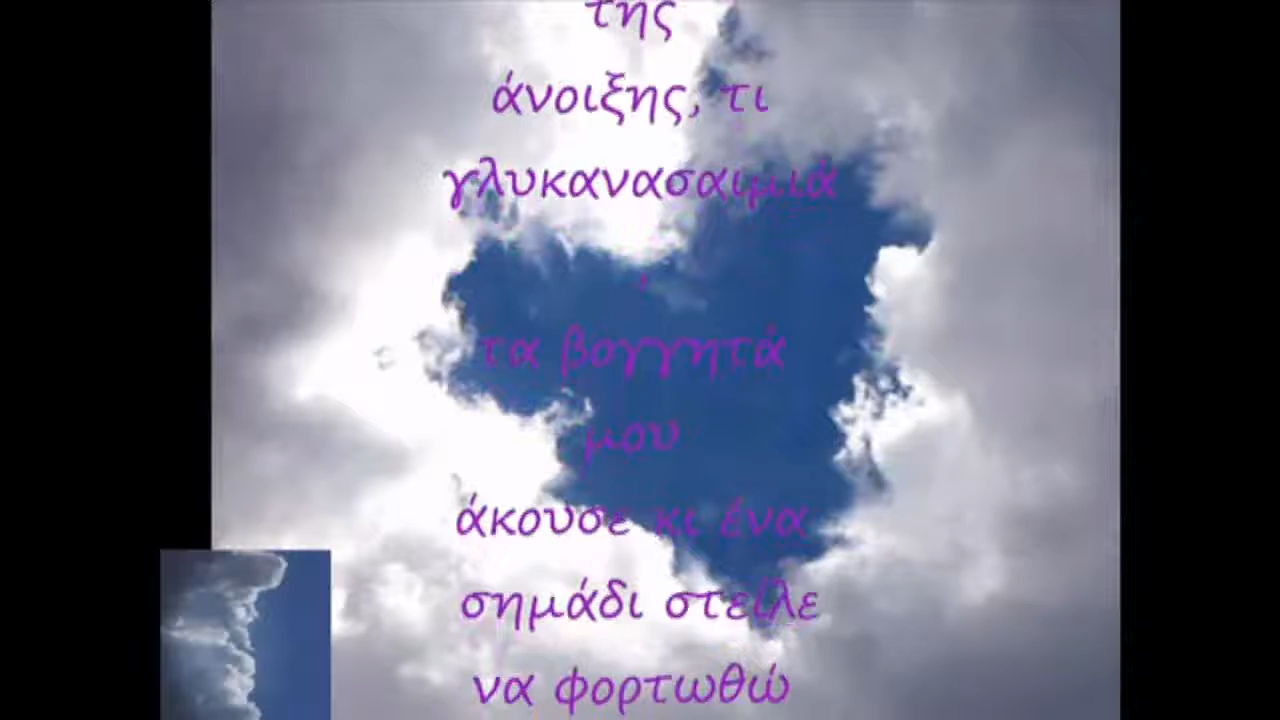 της
άνοιξης, τι
γλυκανασαιμιά
,
τα βογγητά
μου
άκουσε κι ένα
σημάδι στείλε
να φορτωθώ